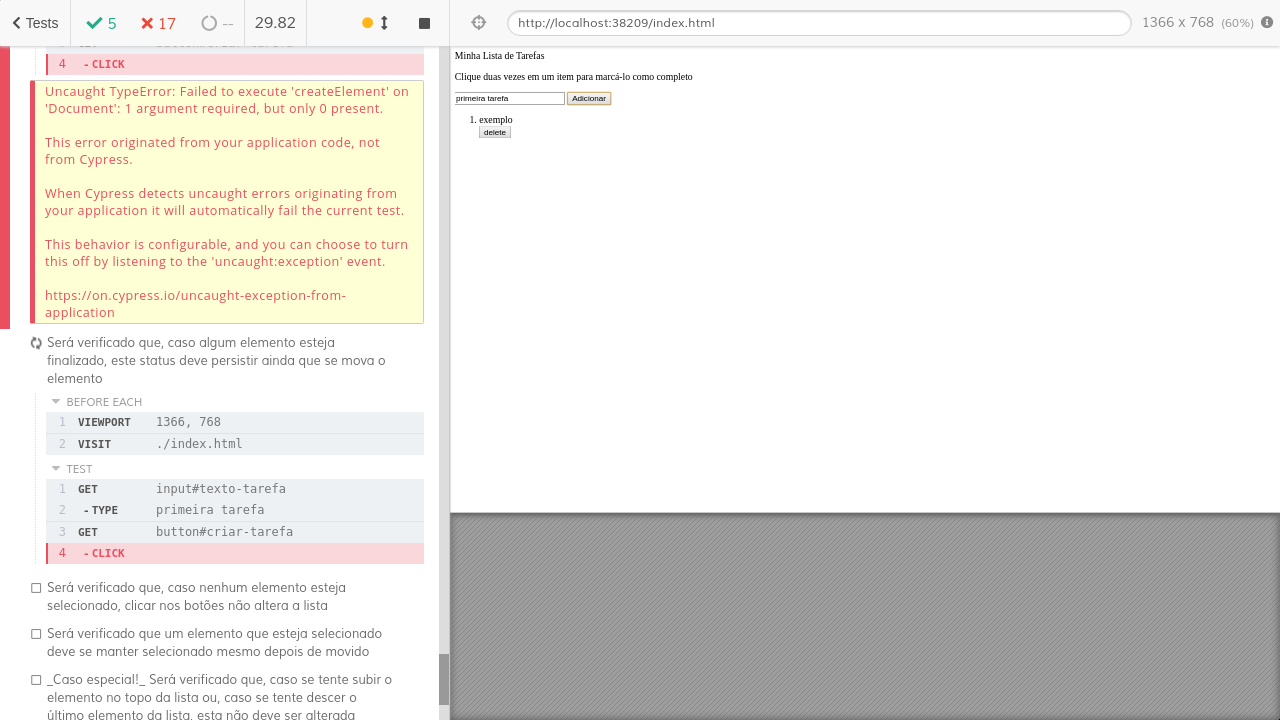 Tests
5
17
--
29.82
http://localhost:38209/index.html
1366 x 768 (60%)
4 - CLICK
Uncaught TypeError: Failed to execute 'createElement' on
'Document': 1 argument required, but only 0 present.
This error originated from your application code, not
from Cypress.
When Cypress detects uncaught errors originating from
your application it will automatically fail the current test.
This behavior is configurable, and you can choose to turn
this off by listening to the 'uncaught:exception' event.
https://on.cypress.io/uncaught-exception-from-
application
Será verificado que, caso algum elemento esteja
finalizado, este status deve persistir ainda que se mova o
elemento
BEFORE EACH
1 VIEWPORT 1366, 768
2 VISIT ./index.html
TEST
1 GET input#texto-tarefa
2 - TYPE primeira tarefa
3 GET button#criar-tarefa
4 - CLICK
Será verificado que, caso nenhum elemento esteja
selecionado, clicar nos botões não altera a lista
Será verificado que um elemento que esteja selecionado
deve se manter selecionado mesmo depois de movido
_Caso especial!_ Será verificado que, caso se tente subir o
elemento no topo da lista ou, caso se tente descer o
último elemento da lista, esta não deve ser alterada
Minha Lista de Tarefas
Clique duas vezes em um item para marcá-lo como completo
primeira tarefa Adicionar
1. exemplo
delete